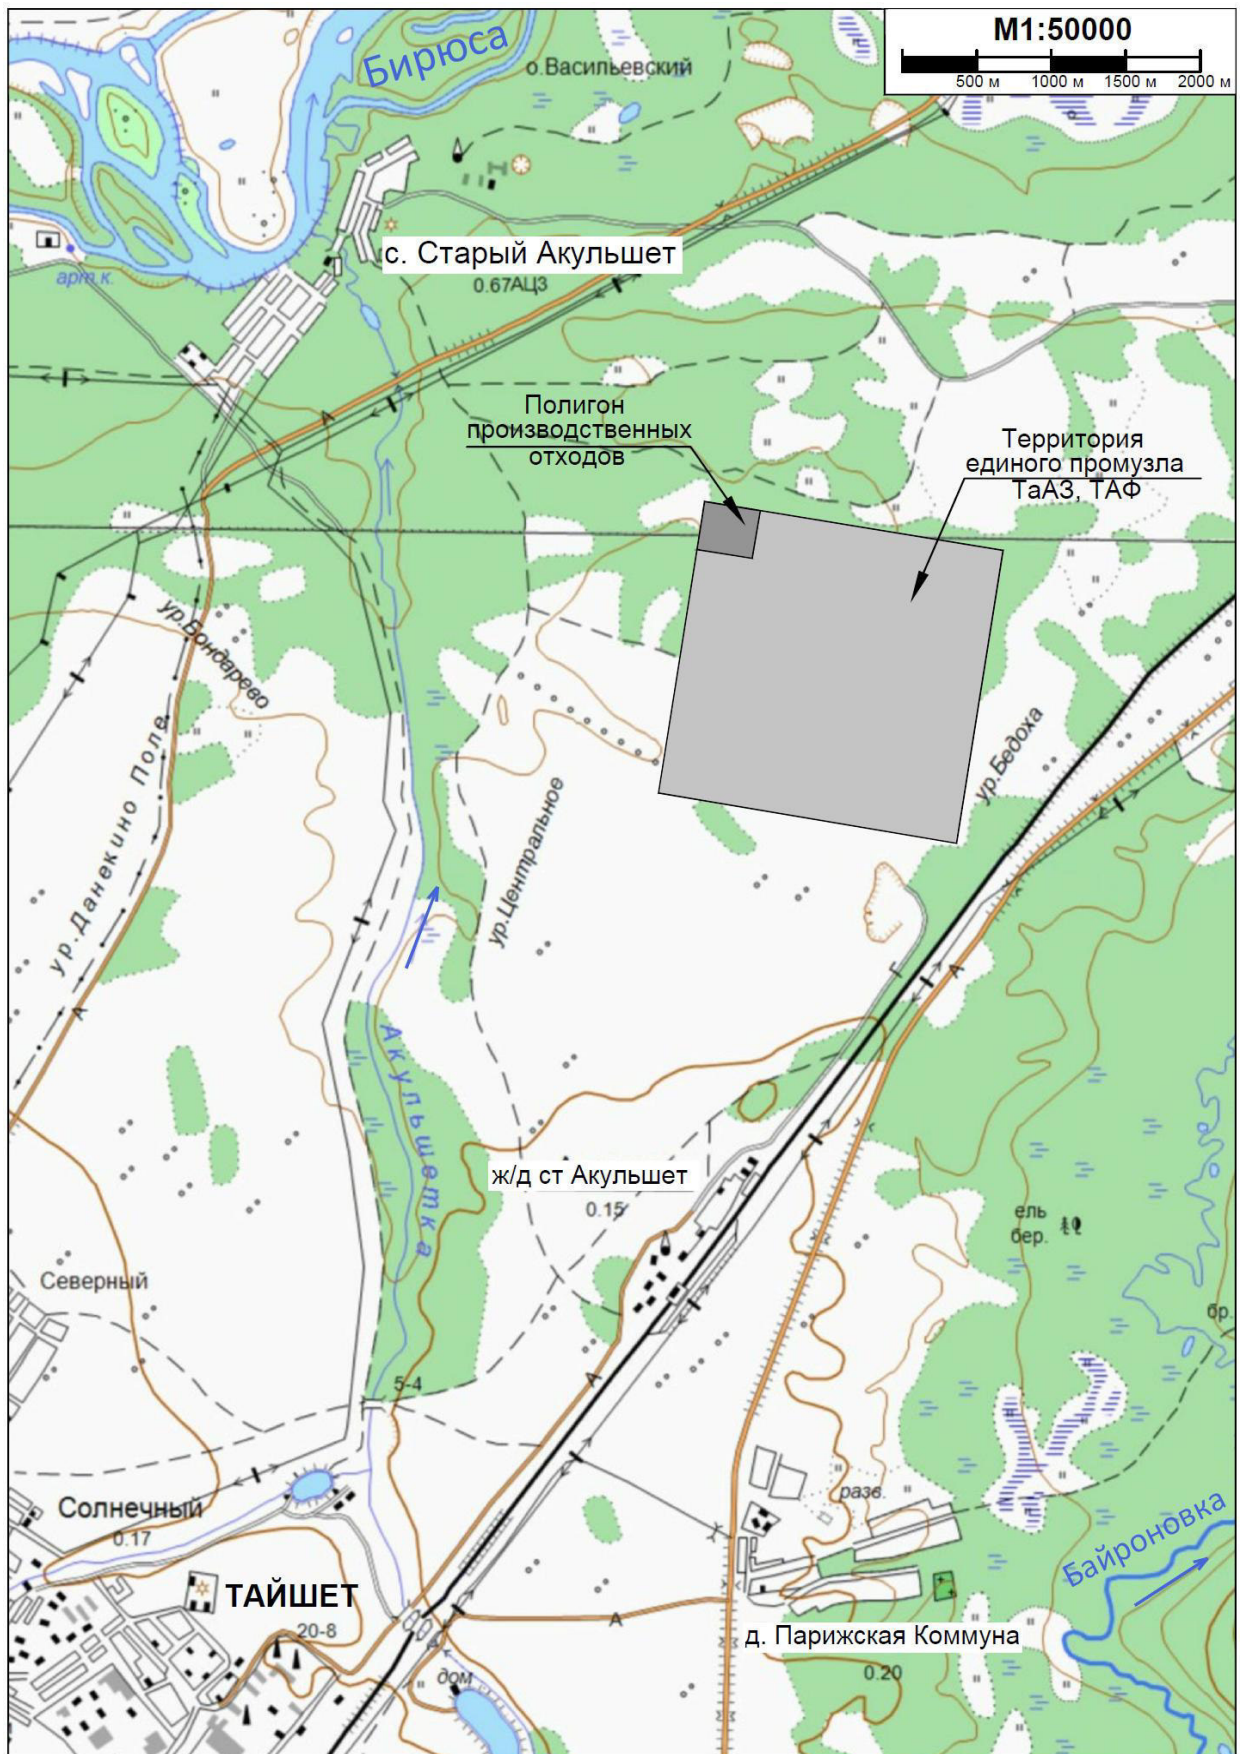 М1:50000
500 м 1000 м 1500 м 2000 м
Бирюса
о.Васильевский
с. Старый Акульшет
0.67АЦЗ
арт.к.
А
Полигон
производственных
отходов
Территория
единого промузла
ТаАЗ, ТАФ
ур.Бондарево
ур.Данекино Поле
ур.Центральное
ур.Бедоха
А
Г
А
Акульшетка
ж/д ст Акульшет
0.15
ель
бер.
Северный
бр.
5-4
А
Солнечный
0.17
разв.
Байроновка
ТАЙШЕТ
20-8
А
д. Парижская Коммуна
0.20
дом